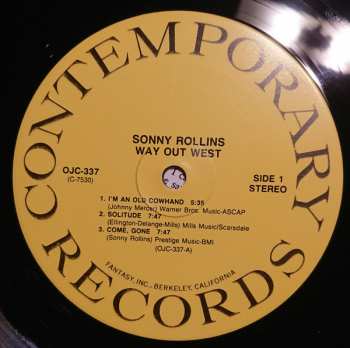 CONTEMPORARY
RECORDS
SONNY ROLLINS
WAY OUT WEST
OJC-337
(C-7530)
SIDE 1
STEREO
1. I'M AN OLD COWHAND 5:35
(Johnny Mercer) Warner Bros. Music-ASCAP
2. SOLITUDE 7:47
(Ellington-Delange-Mills) Mills Music/Scarsdale
3. COME, GONE 7:47
(Sonny Rollins) Prestige Music-BMI
(OJC-337-A)
FANTASY, INC., BERKELEY, CALIFORNIA